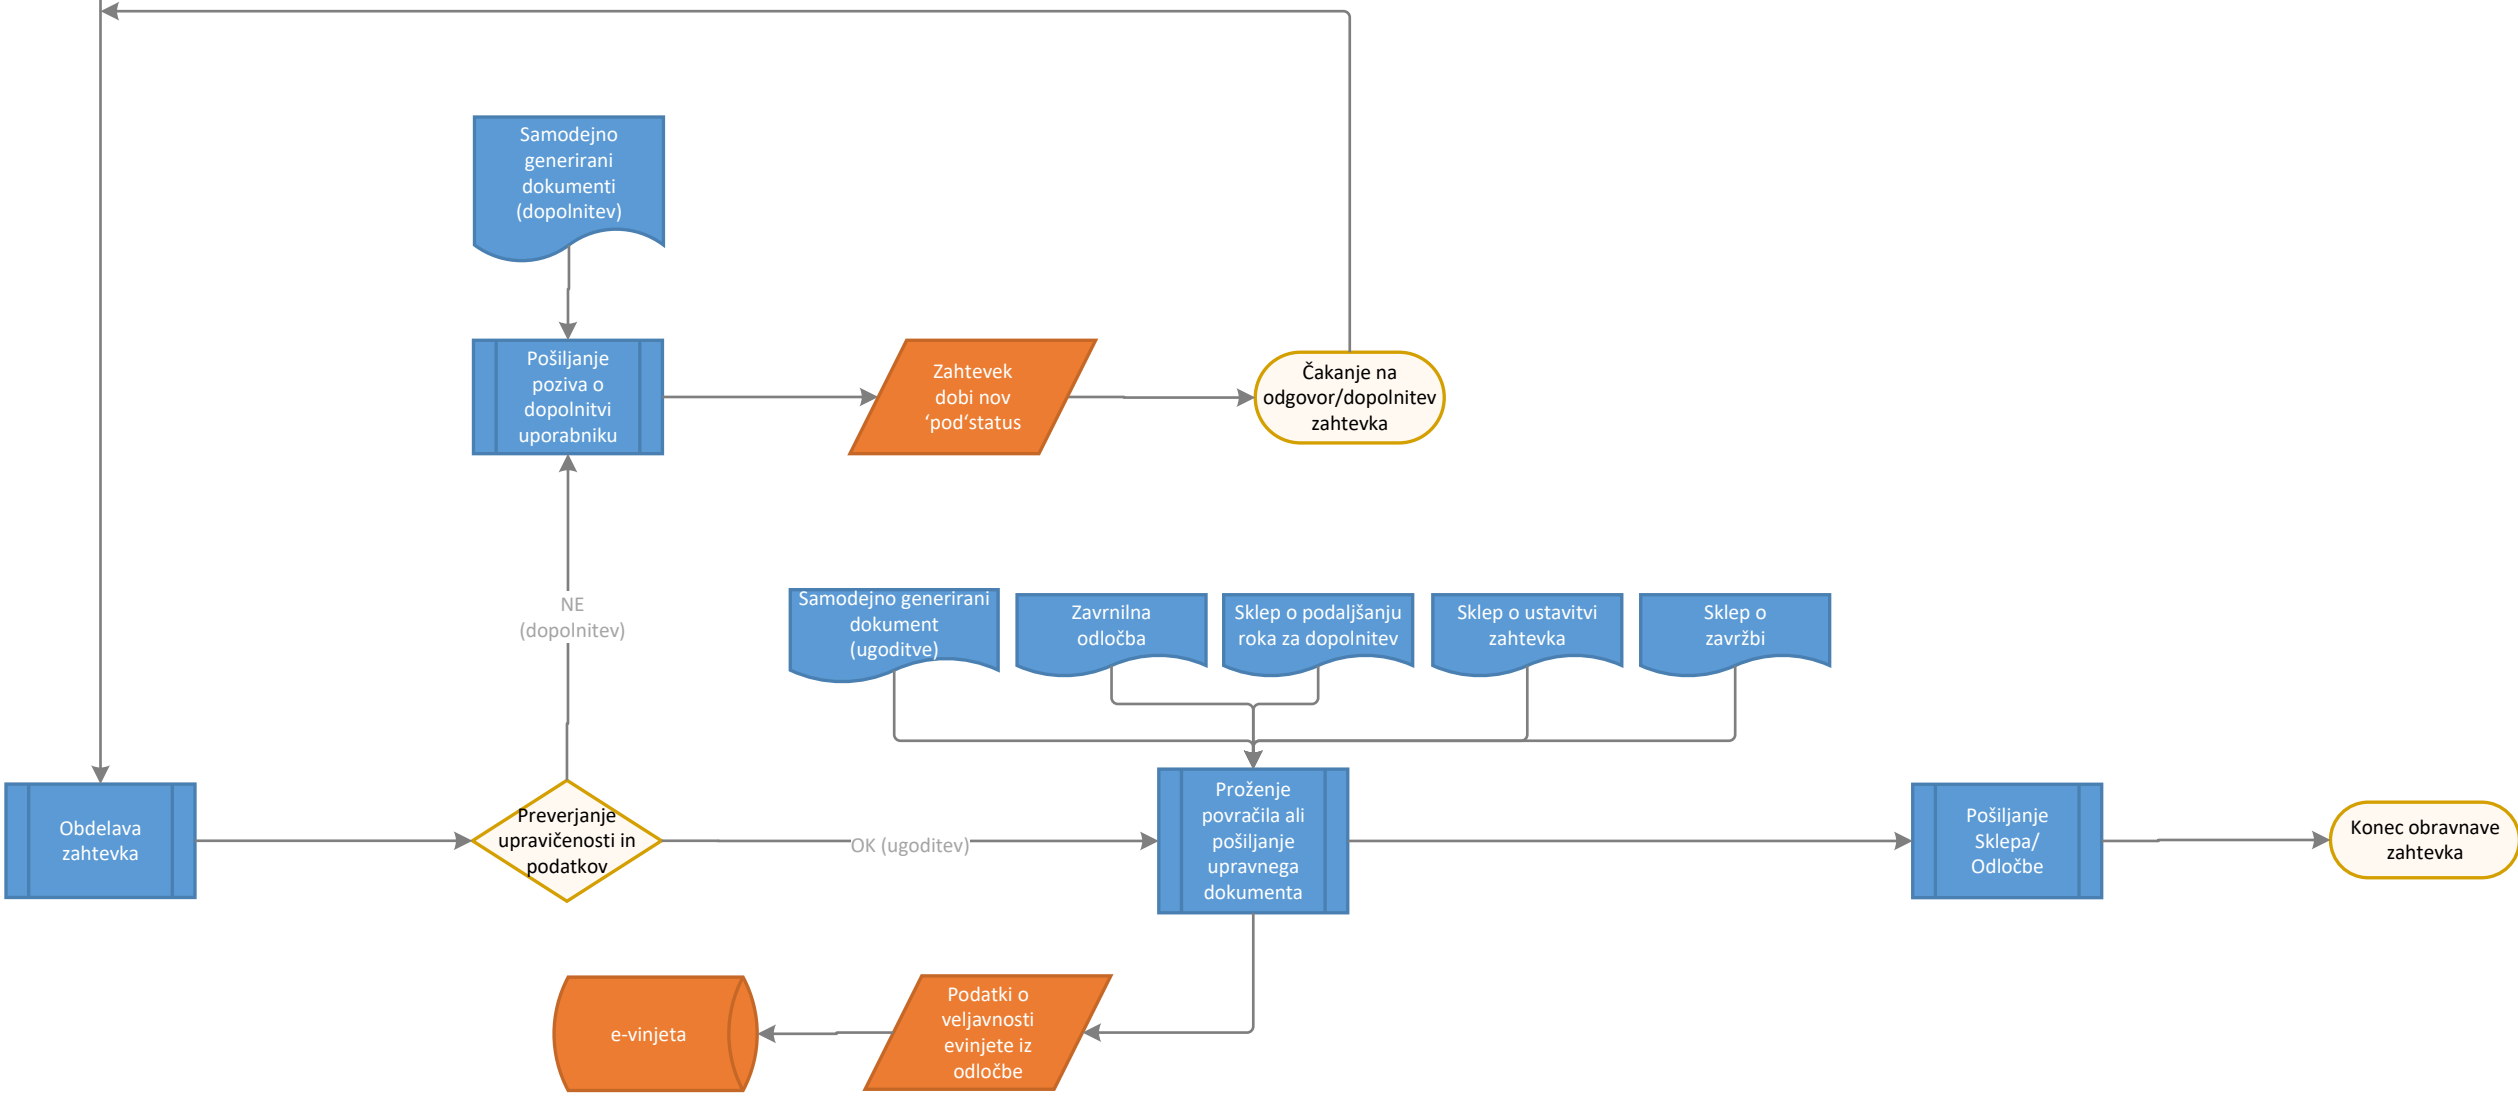 Samodejno
generirani
dokumenti
(dopolnitev)
Pošiljanje
poziva o
dopolnitvi
uporabniku
Zahtevek
dobi nov
‘pod‘status
Čakanje na
odgovor/dopolnitev
zahtevka
NE
(dopolnitev)
Samodejno generirani
dokument
(ugoditve)
Zavrnilna
odločba
Sklep o podaljšanju
roka za dopolnitev
Sklep o ustavitvi
zahtevka
Sklep o
zavržbi
Obdelava
zahtevka
Preverjanje
upravičenosti in
podatkov
OK (ugoditev)
Proženje
povračila ali
pošiljanje
upravnega
dokumenta
Pošiljanje
Sklepa/
Odločbe
Konec obravnave
zahtevka
e-vinjeta
Podatki o
veljavnosti
evinjete iz
odločbe